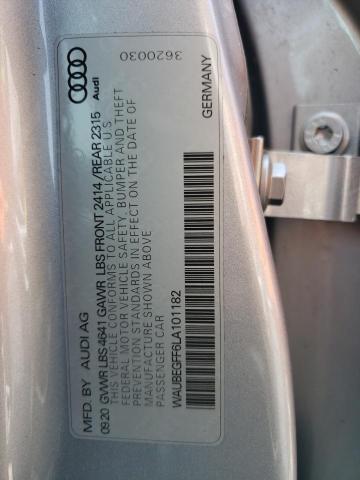 3620030
Audi
MFD. BY AUDI AG
09.20 GVWR LBS 4641 GAWR LBS FRONT 2414 / REAR 2315
THIS VEHICLE CONFORMS TO ALL APPLICABLE U.S.
FEDERAL MOTOR VEHICLE SAFETY, BUMPER AND THEFT
PREVENTION STANDARDS IN EFFECT ON THE DATE OF
MANUFACTURE SHOWN ABOVE
PASSENGER CAR
GERMANY
WAUBEGFF6LA101182